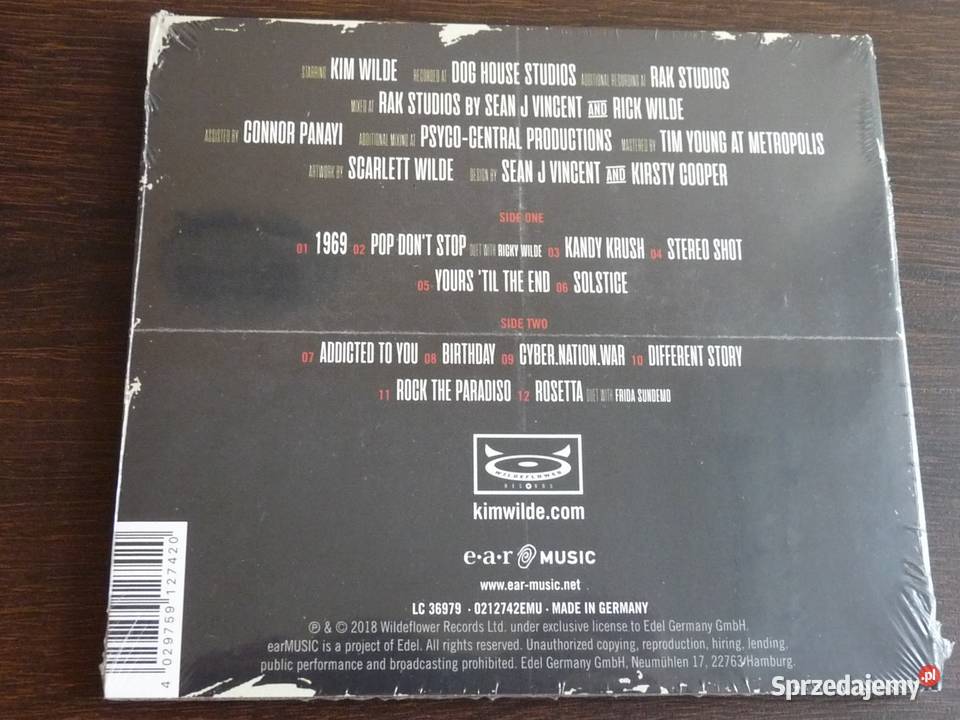 STARRING KIM WILDE RECORDED AT DOG HOUSE STUDIOS ADDITIONAL RECORDING AT RAK STUDIOS
MIXED AT RAK STUDIOS BY SEAN J VINCENT AND RICK WILDE
ASSISTED BY CONNOR PANAYI ADDITIONAL MIXING AT PSYCO-CENTRAL PRODUCTIONS MASTERED BY TIM YOUNG AT METROPOLIS
ARTWORK BY SCARLETT WILDE DESIGN BY SEAN J VINCENT AND KIRSTY COOPER
SIDE ONE
01 1969 02 POP DON'T STOP DUET WITH RICKY WILDE 03 KANDY KRUSH 04 STEREO SHOT
05 YOURS 'TIL THE END 06 SOLSTICE
SIDE TWO
07 ADDICTED TO YOU 08 BIRTHDAY 09 CYBER.NATION.WAR 10 DIFFERENT STORY
11 ROCK THE PARADISO 12 ROSETTA DUET WITH FRIDA SUNDEMO
WILDEFLOWER
RECORDS
kimwilde.com
e·a·r MUSIC
www.ear-music.net
LC 36979 · 0212742EMU · MADE IN GERMANY
℗ & © 2018 Wildeflower Records Ltd. under exclusive license to Edel Germany GmbH.
earMUSIC is a project of Edel. All rights reserved. Unauthorized copying, reproduction, hiring, lending,
public performance and broadcasting prohibited. Edel Germany GmbH, Neumühlen 17, 22763 Hamburg.
4 029759 127420
Sprzedajemy .pl